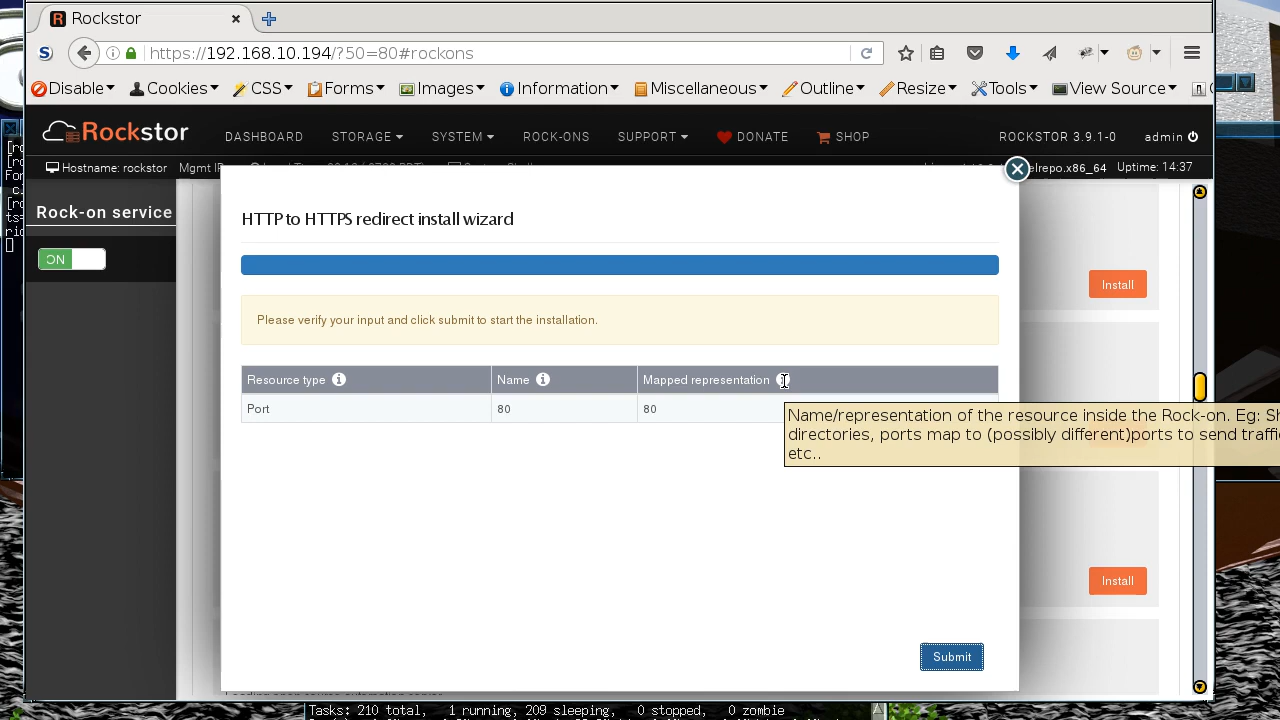 Rockstor
https://192.168.10.194/?50=80#rockons
Disable Cookies CSS Forms Images Information Miscellaneous Outline Resize Tools View Source
Rockstor DASHBOARD STORAGE SYSTEM ROCK-ONS SUPPORT DONATE SHOP ROCKSTOR 3.9.1-0 admin
Hostname: rockstor Mgmt IP elrepo.x86_64 Uptime: 14:37
Rock-on service
ON
HTTP to HTTPS redirect install wizard
Install
Please verify your input and click submit to start the installation.
Resource type Name Mapped representation
Port 80 80
Name/representation of the resource inside the Rock-on. Eg: Sh
directories, ports map to (possibly different)ports to send traffi
etc..
Install
Submit
Tasks: 210 total, 1 running, 209 sleeping, 0 stopped, 0 zombie